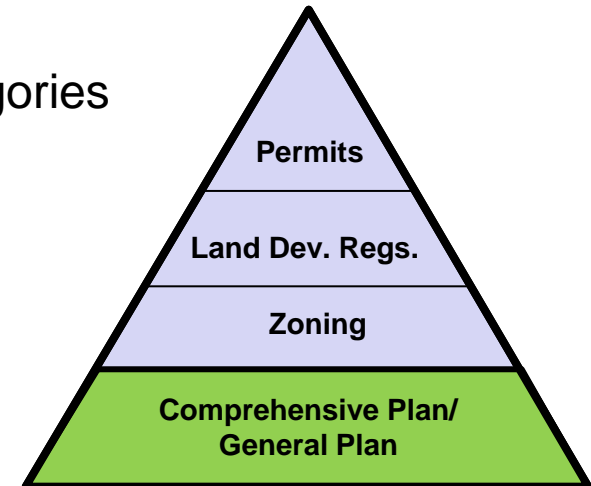 gories
Permits
Land Dev. Regs.
Zoning
Comprehensive Plan/
General Plan